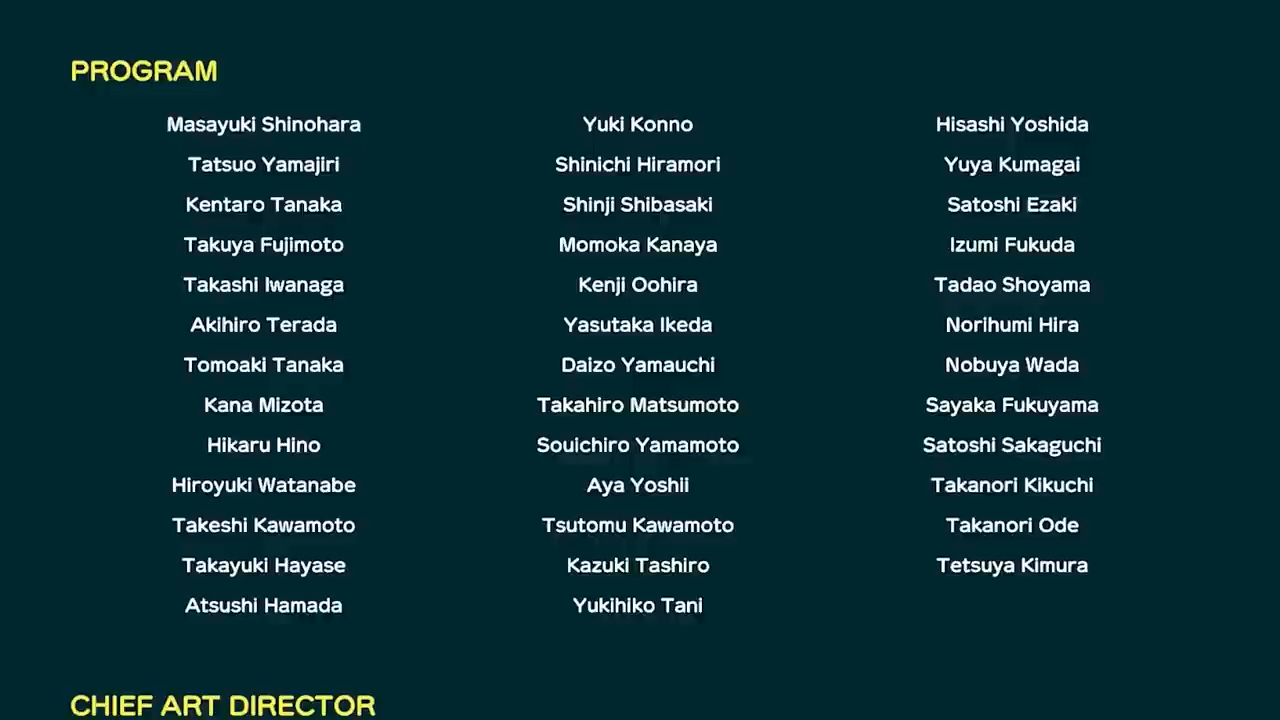 PROGRAM
Masayuki Shinohara Yuki Konno Hisashi Yoshida
Tatsuo Yamajiri Shinichi Hiramori Yuya Kumagai
Kentaro Tanaka Shinji Shibasaki Satoshi Ezaki
Takuya Fujimoto Momoka Kanaya Izumi Fukuda
Takashi Iwanaga Kenji Oohira Tadao Shoyama
Akihiro Terada Yasutaka Ikeda Norihumi Hira
Tomoaki Tanaka Daizo Yamauchi Nobuya Wada
Kana Mizota Takahiro Matsumoto Sayaka Fukuyama
Hikaru Hino Souichiro Yamamoto Satoshi Sakaguchi
Hiroyuki Watanabe Aya Yoshii Takanori Kikuchi
Takeshi Kawamoto Tsutomu Kawamoto Takanori Ode
Takayuki Hayase Kazuki Tashiro Tetsuya Kimura
Atsushi Hamada Yukihiko Tani
CHIEF ART DIRECTOR